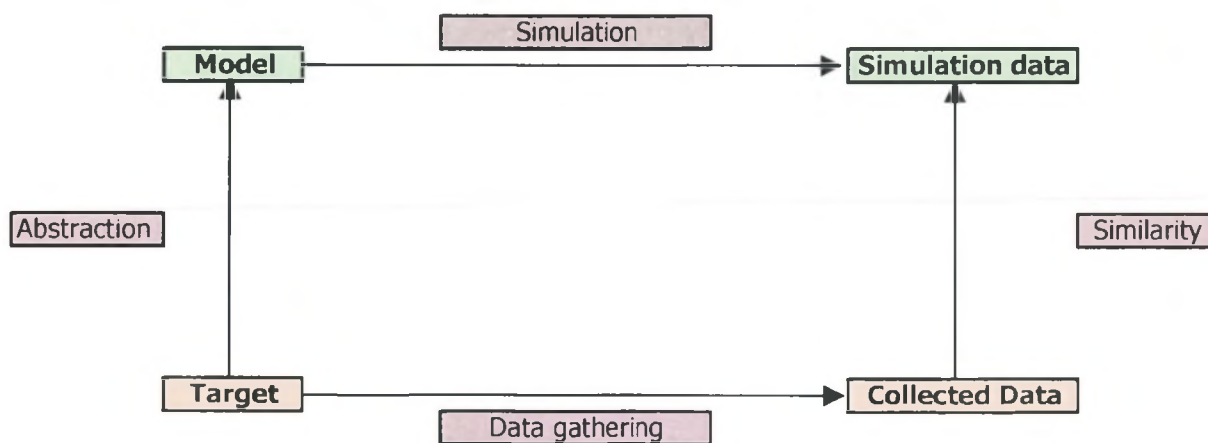 Simulation
Model
Simulation data
Abstraction
Similarity
Target
Collected Data
Data gathering